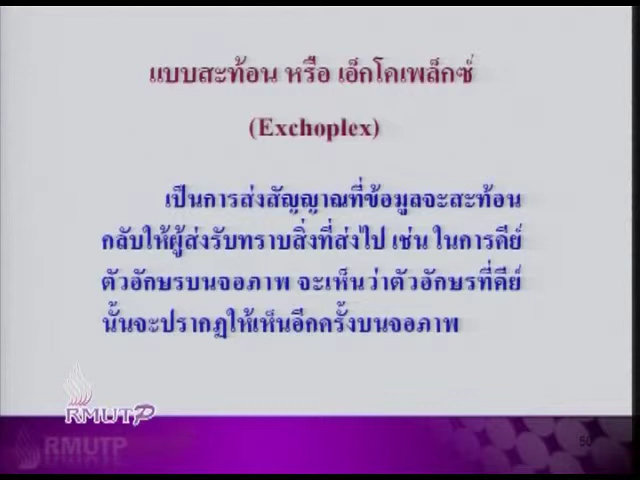 แบบสะท้อน หรือ เอ็กโคเพล็กซ์
(Exchoplex)
เป็นการส่งสัญญาณที่ข้อมูลจะสะท้อน
กลับให้ผู้ส่งรับทราบสิ่งที่ส่งไป เช่น ในการคีย์
ตัวอักษรบนจอภาพ จะเห็นว่าตัวอักษรที่คีย์
นั้นจะปรากฏให้เห็นอีกครั้งบนจอภาพ
RMUTP
RMUTP
50